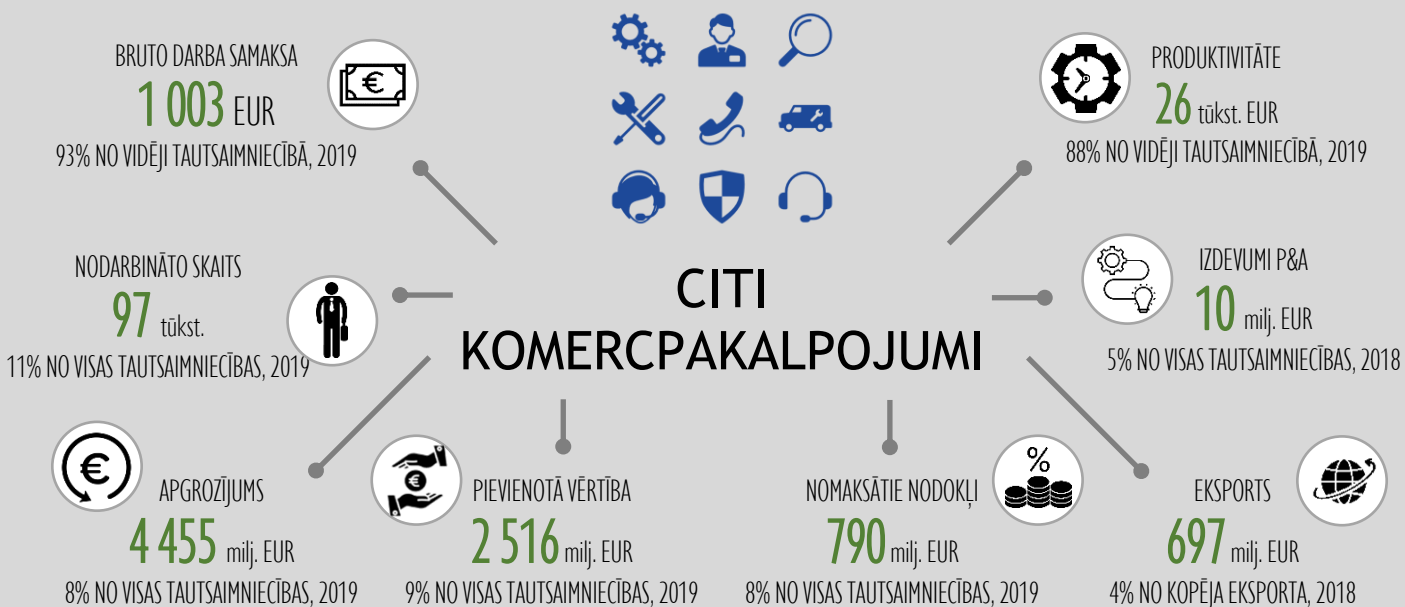 BRUTO DARBA SAMAKSA
1 003 EUR
93% NO VIDĒJI TAUTSAIMNIECĪBĀ, 2019
PRODUKTIVITĀTE
26 tūkst. EUR
88% NO VIDĒJI TAUTSAIMNIECĪBĀ, 2019
NODARBINĀTO SKAITS
97 tūkst.
11% NO VISAS TAUTSAIMNIECĪBAS, 2019
CITI
KOMERCPAKALPOJUMI
IZDEVUMI P&A
10 milj. EUR
5% NO VISAS TAUTSAIMNIECĪBAS, 2018
APGROZĪJUMS
4 455 milj. EUR
8% NO VISAS TAUTSAIMNIECĪBAS, 2019
PIEVIENOTĀ VĒRTĪBA
2 516 milj. EUR
9% NO VISAS TAUTSAIMNIECĪBAS, 2019
%
NOMAKSĀTIE NODOKĻI
790 milj. EUR
8% NO VISAS TAUTSAIMNIECĪBAS, 2019
EKSPORTS
697 milj. EUR
4% NO KOPĒJA EKSPORTA, 2018